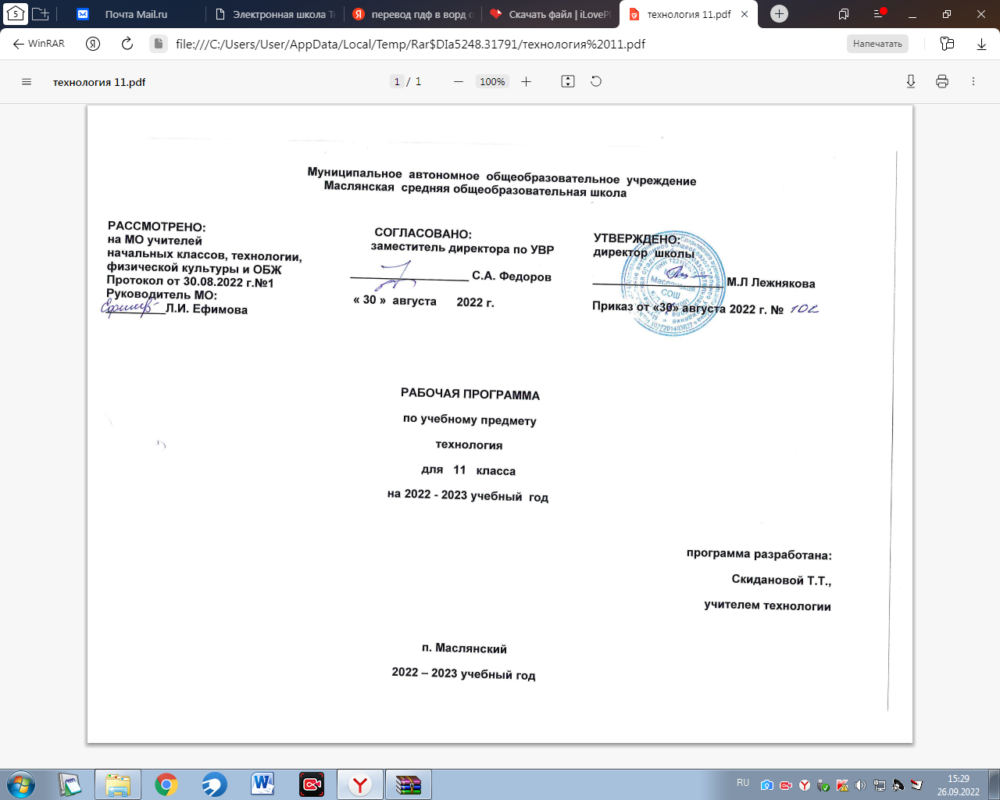 5
Почта Mail.ru
Электронная школа Т
перевод пдф в ворд о
Скачать файл | iLovePI
технология 11.pdf
WinRAR
file:///C:/Users/User/AppData/Local/Temp/Rar$DIa5248.31791/технология%2011.pdf
Напечатать
технология 11.pdf
1 / 1
100%
Муниципальное автономное общеобразовательное учреждение
Маслянская средняя общеобразовательная школа
РАССМОТРЕНО:
на МО учителей
начальных классов, технологии,
физической культуры и ОБЖ
Протокол от 30.08.2022 г.№1
Руководитель МО:
Л.И. Ефимова
СОГЛАСОВАНО:
заместитель директора по УВР
С.А. Федоров
« 30 » августа 2022 г.
УТВЕРЖДЕНО:
директор школы
М.Л Лежнякова
Приказ от «30» августа 2022 г. № 102
Маслянская
СОШ
РАБОЧАЯ ПРОГРАММА
по учебному предмету
технология
для 11 класса
на 2022 - 2023 учебный год
программа разработана:
Скидановой Т.Т.,
учителем технологии
п. Маслянский
2022 – 2023 учебный год
RU
15:29
26.09.2022